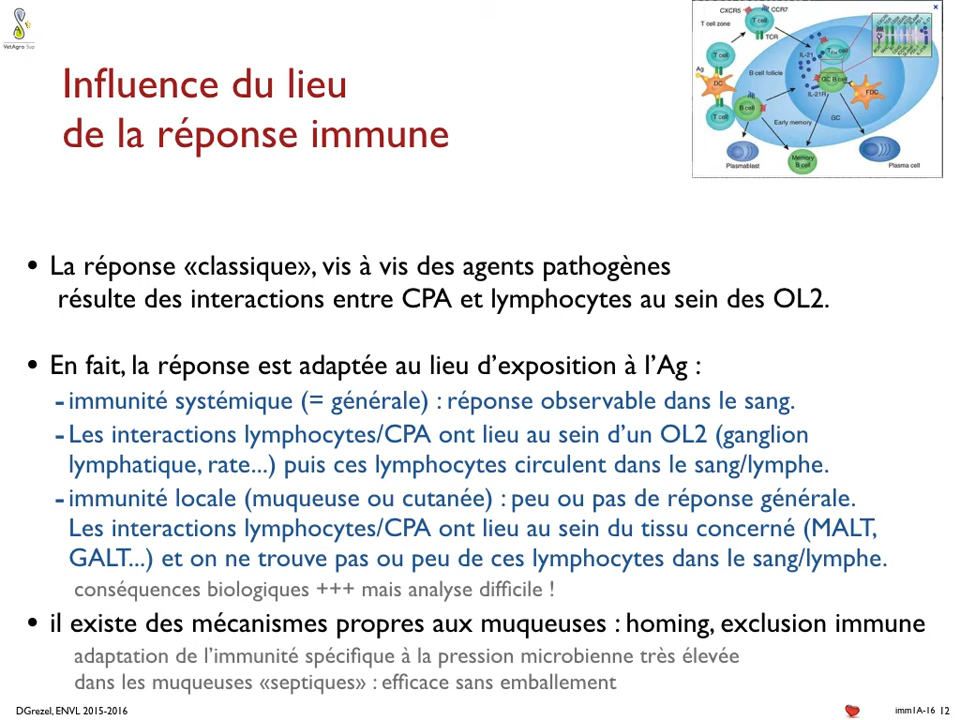 VetAgro Sup
CXCR5
CCR7
T cell zone
T cell
TCR
T cell
Ag
DC
T cell
B cell follicle
IL-21
TFH cell
GC B cell
IL-21R
FDC
B cell
Early memory
GC
Plasmablast
Memory
B cell
Plasma cell
Influence du lieu
de la réponse immune
• La réponse «classique», vis à vis des agents pathogènes
résulte des interactions entre CPA et lymphocytes au sein des OL2.
• En fait, la réponse est adaptée au lieu d’exposition à l’Ag :
- immunité systémique (= générale) : réponse observable dans le sang.
- Les interactions lymphocytes/CPA ont lieu au sein d’un OL2 (ganglion
lymphatique, rate...) puis ces lymphocytes circulent dans le sang/lymphe.
- immunité locale (muqueuse ou cutanée) : peu ou pas de réponse générale.
Les interactions lymphocytes/CPA ont lieu au sein du tissu concerné (MALT,
GALT...) et on ne trouve pas ou peu de ces lymphocytes dans le sang/lymphe.
conséquences biologiques +++ mais analyse difficile !
• il existe des mécanismes propres aux muqueuses : homing, exclusion immune
adaptation de l’immunité spécifique à la pression microbienne très élevée
dans les muqueuses «septiques» : efficace sans emballement
DGrezel, ENVL 2015-2016
imm1A-16 12